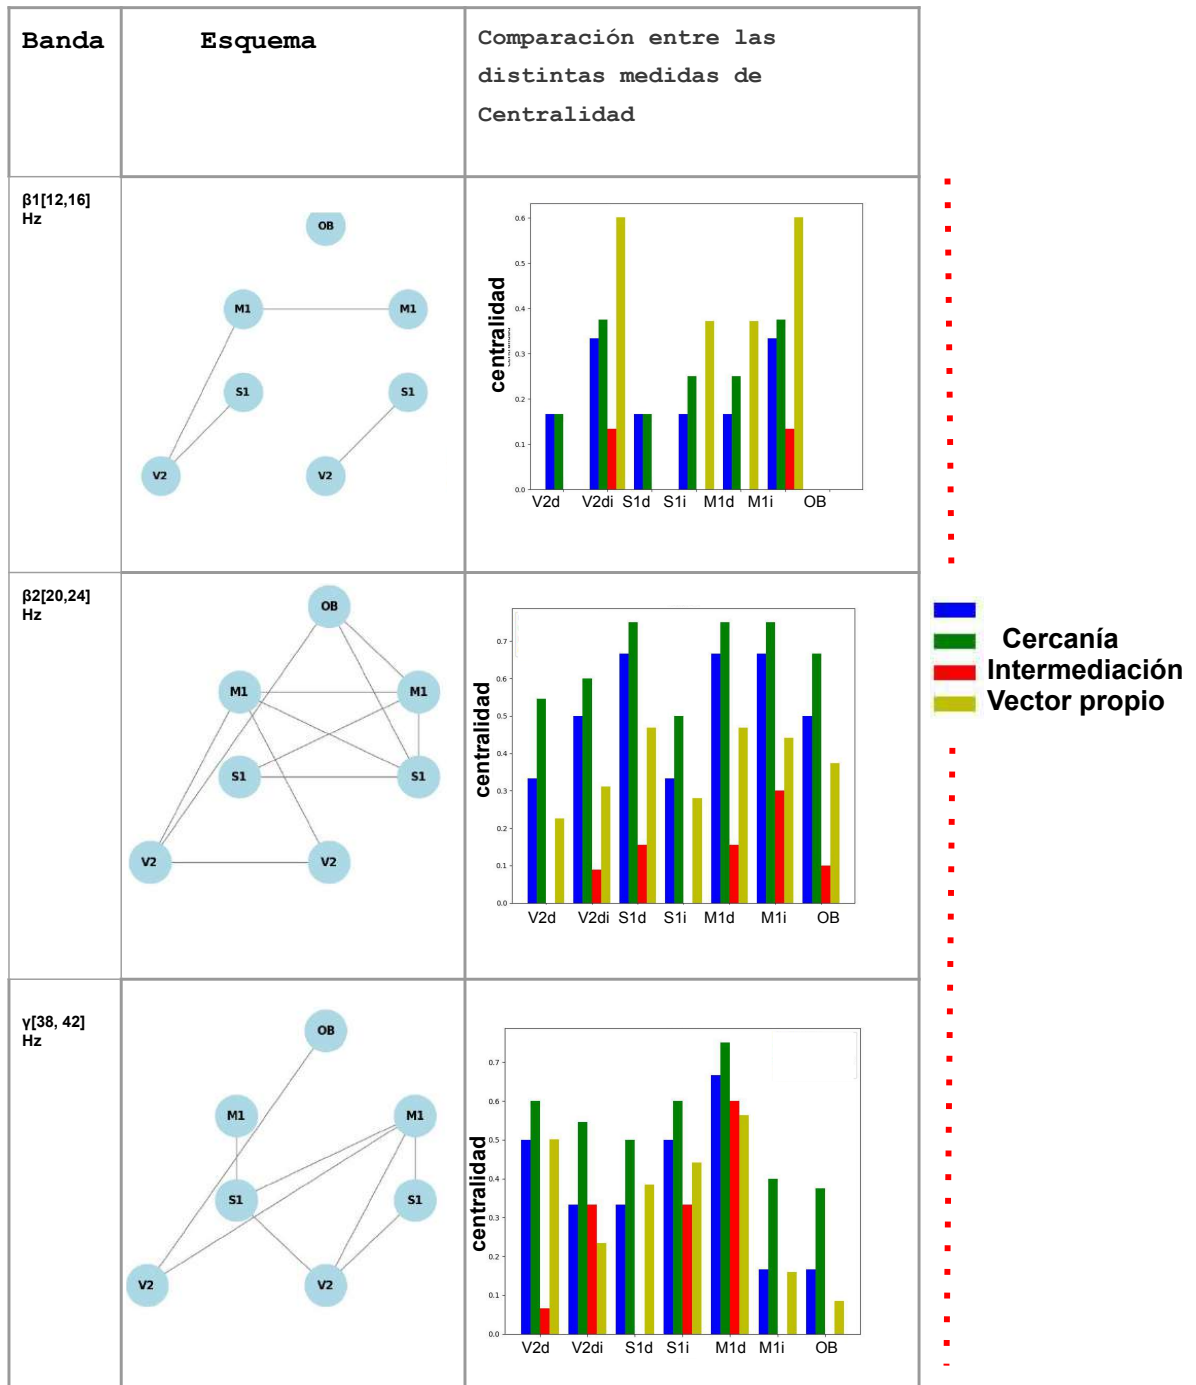 Banda
Esquema
Comparación entre las
distintas medidas de
Centralidad
β1[12,16]
Hz
OB
M1
M1
S1
S1
V2
V2
centralidad
0.6
0.5
0.4
0.3
0.2
0.1
0.0
V2d V2di S1d S1i M1d M1i OB
β2[20,24]
Hz
OB
M1
M1
S1
S1
V2
V2
centralidad
0.7
0.6
0.5
0.4
0.3
0.2
0.1
0.0
V2d V2di S1d S1i M1d M1i OB
Cercanía
Intermediación
Vector propio
γ[38, 42]
Hz
OB
M1
M1
S1
S1
V2
V2
centralidad
0.7
0.6
0.5
0.4
0.3
0.2
0.1
0.0
V2d V2di S1d S1i M1d M1i OB